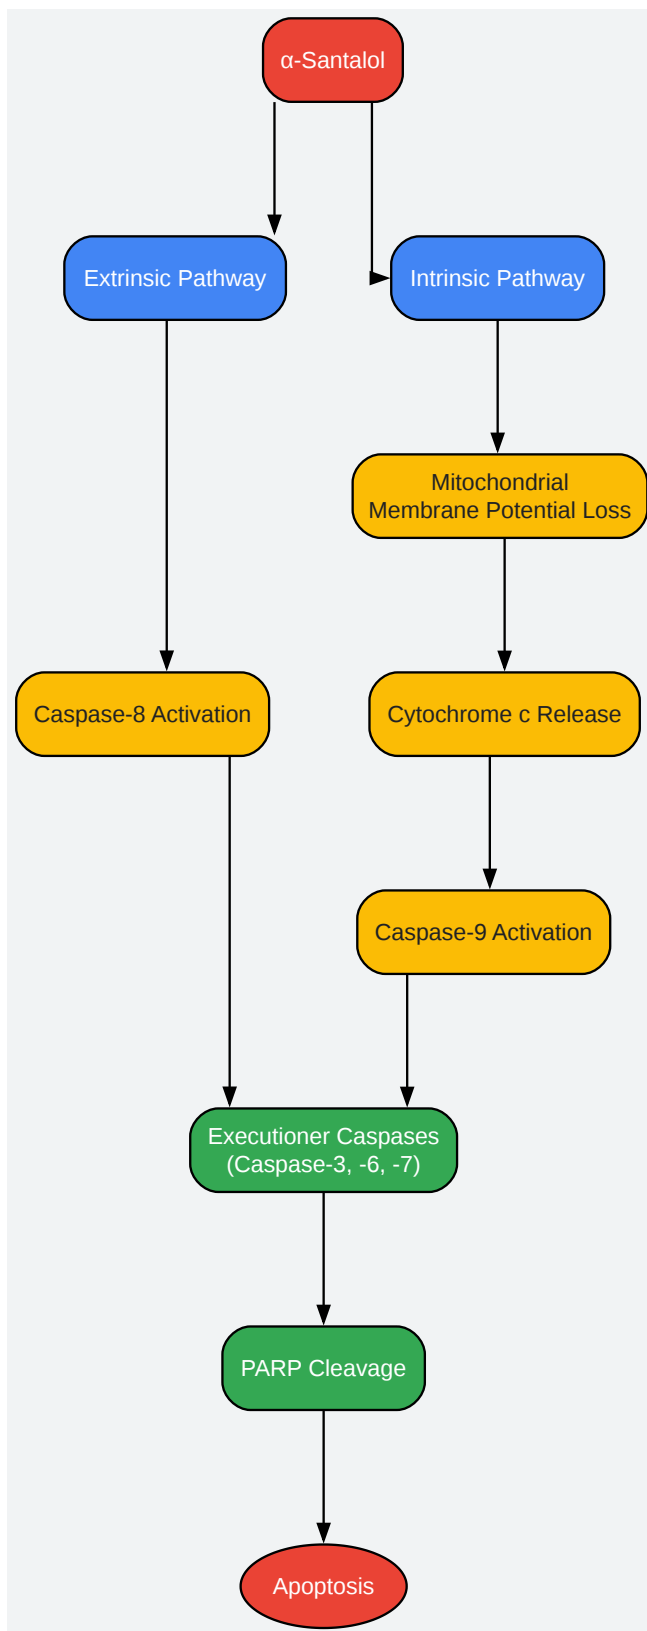 α-Santalol
Extrinsic Pathway
Intrinsic Pathway
Mitochondrial
Membrane Potential Loss
Caspase-8 Activation
Cytochrome c Release
Caspase-9 Activation
Executioner Caspases
(Caspase-3, -6, -7)
PARP Cleavage
Apoptosis